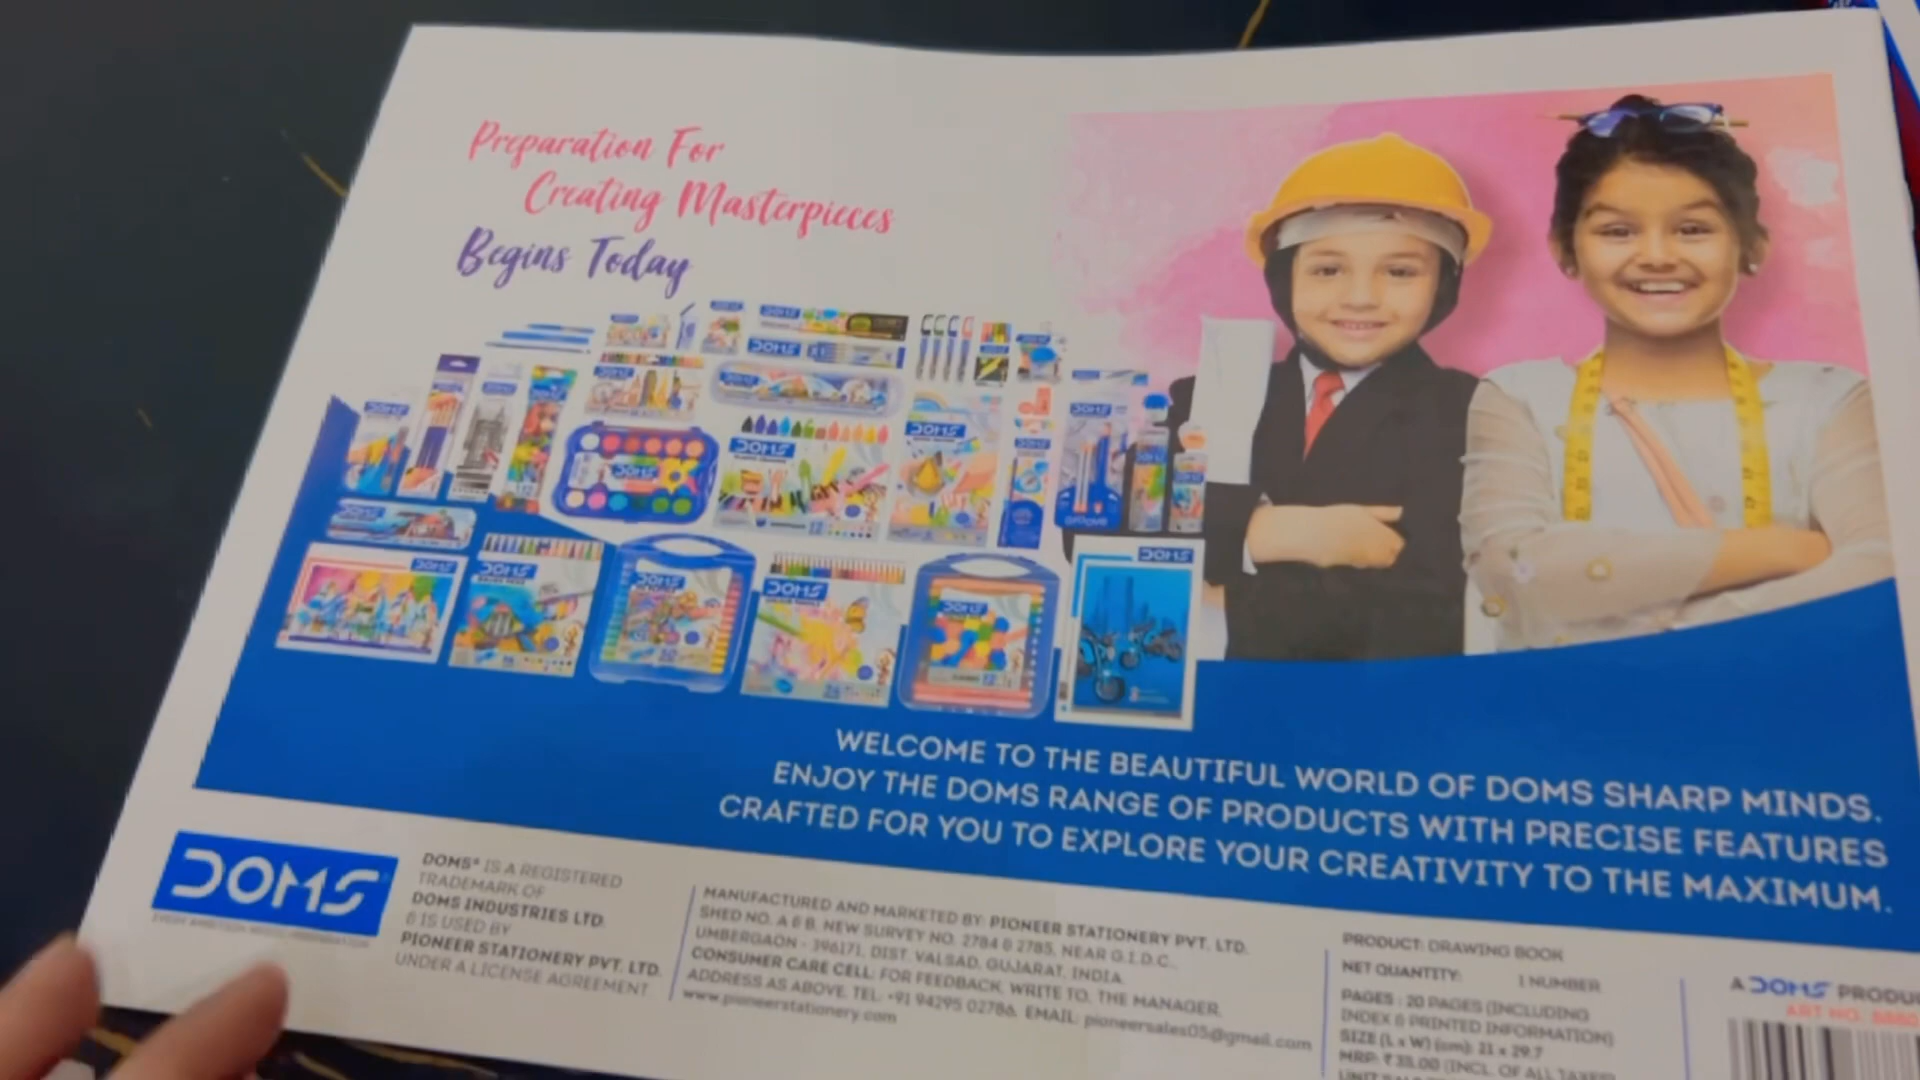 Preparation For
Creating Masterpieces
Begins Today
WELCOME TO THE BEAUTIFUL WORLD OF DOMS SHARP MINDS.
ENJOY THE DOMS RANGE OF PRODUCTS WITH PRECISE FEATURES
CRAFTED FOR YOU TO EXPLORE YOUR CREATIVITY TO THE MAXIMUM.
DOMS
DOMS® IS A REGISTERED
TRADEMARK OF
DOMS INDUSTRIES LTD.
& IS USED BY
PIONEER STATIONERY PVT. LTD.
UNDER A LICENSE AGREEMENT
MANUFACTURED AND MARKETED BY: PIONEER STATIONERY PVT. LTD.
SHED NO. A & B, NEW SURVEY NO. 2784 & 2785, NEAR G.I.D.C.,
UMBERGAON - 396171, DIST. VALSAD, GUJARAT, INDIA.
CONSUMER CARE CELL: FOR FEEDBACK, WRITE TO, THE MANAGER,
ADDRESS AS ABOVE. TEL: +91 94295 02786, EMAIL: pioneersales05@gmail.com
www.pioneerstationery.com
PRODUCT: DRAWING BOOK
NET QUANTITY: 1 NUMBER
PAGES : 20 PAGES (INCLUDING
INDEX & PRINTED INFORMATION)
SIZE (L x W) (cm): 21 x 29.7
MRP: ₹ 35.00 (INCL. OF ALL TAXES)
A DOMS PRODU
ART NO.